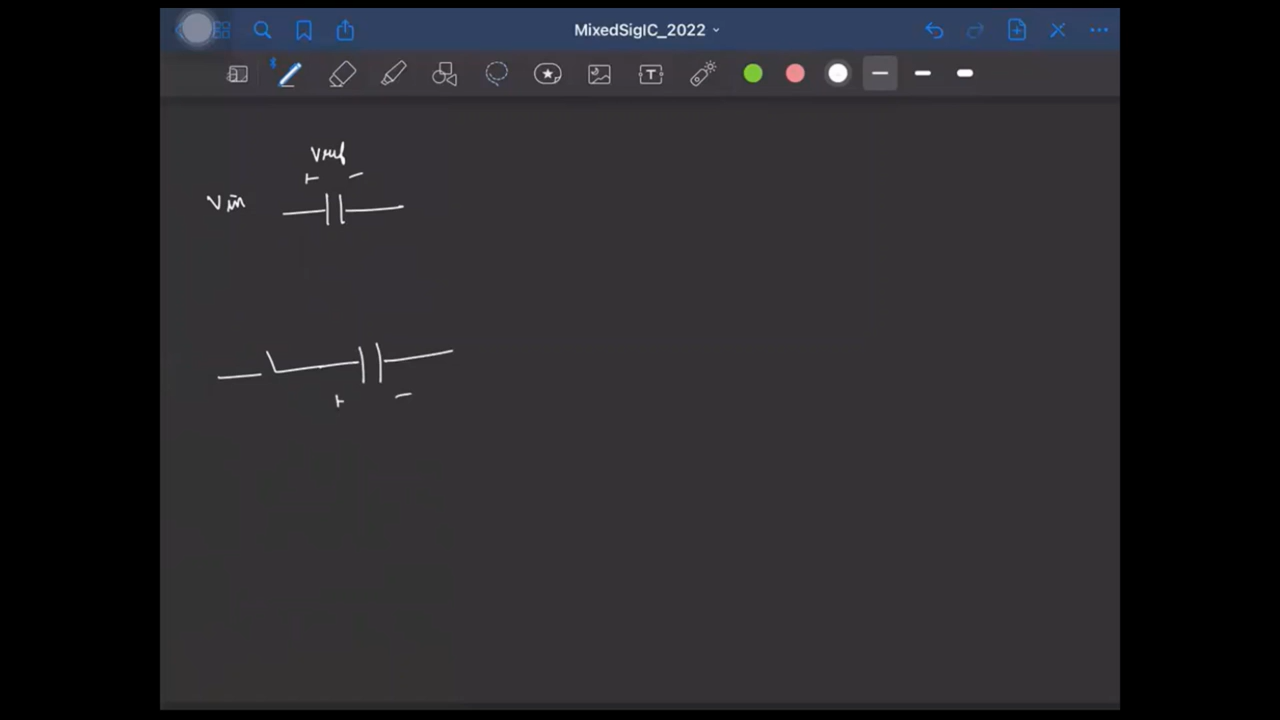 MixedSigIC_2022
T
Vref
+ −
Vin
+ −